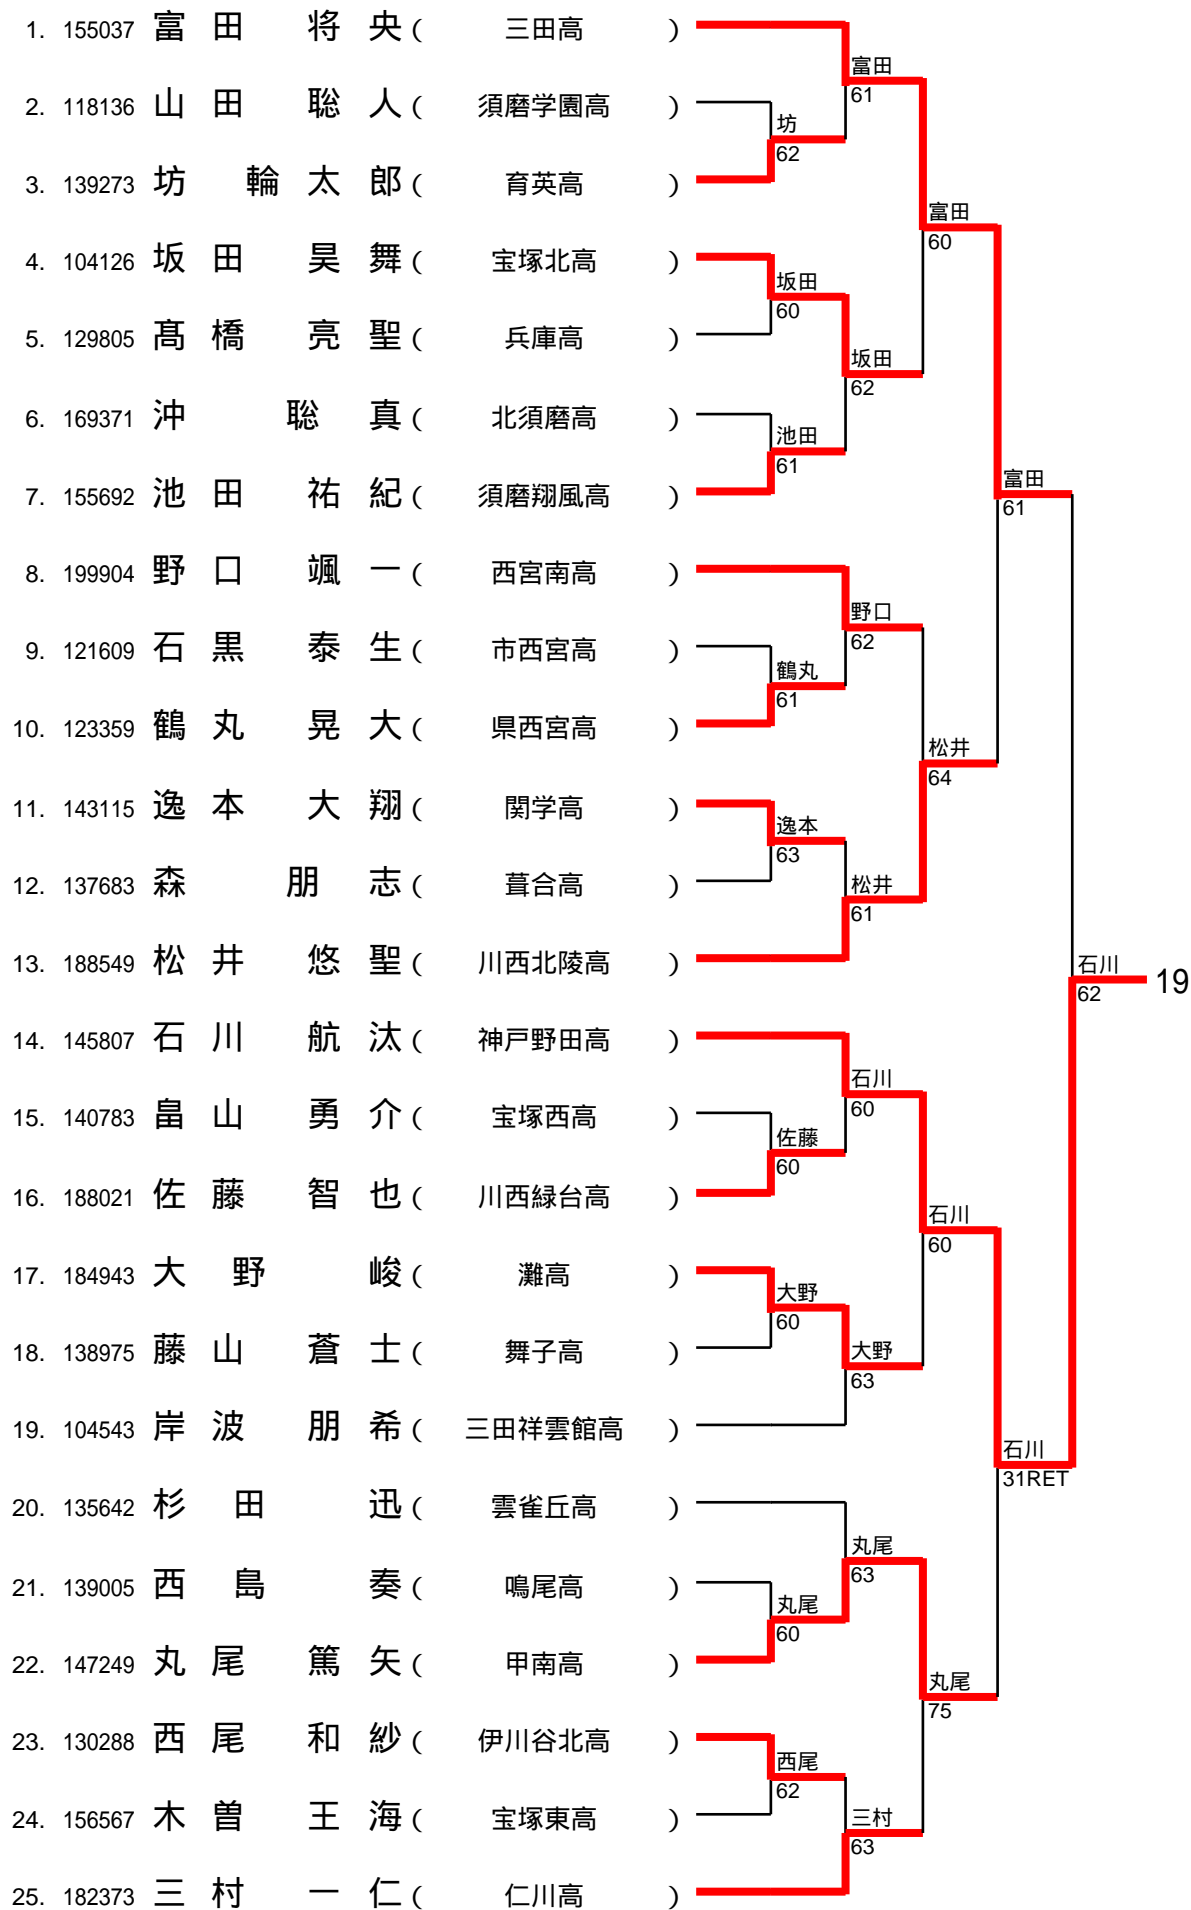 1. 155037 富田 将央 ( 三田高 )
富田
61
2. 118136 山田 聡人 ( 須磨学園高 )
坊
62
3. 139273 坊 輪太郎 ( 育英高 )
富田
60
4. 104126 坂田 昊舞 ( 宝塚北高 )
坂田
60
5. 129805 髙橋 亮聖 ( 兵庫高 )
坂田
62
6. 169371 沖 聡真 ( 北須磨高 )
池田
61
7. 155692 池田 祐紀 ( 須磨翔風高 )
富田
61
8. 199904 野口 颯一 ( 西宮南高 )
野口
62
9. 121609 石黒 泰生 ( 市西宮高 )
鶴丸
61
10. 123359 鶴丸 晃大 ( 県西宮高 )
松井
64
11. 143115 逸本 大翔 ( 関学高 )
逸本
63
12. 137683 森 朋志 ( 葺合高 )
松井
61
13. 188549 松井 悠聖 ( 川西北陵高 )
石川
62
19
14. 145807 石川 航汰 ( 神戸野田高 )
石川
60
15. 140783 畠山 勇介 ( 宝塚西高 )
佐藤
60
16. 188021 佐藤 智也 ( 川西緑台高 )
石川
60
17. 184943 大野 峻 ( 灘高 )
大野
60
18. 138975 藤山 蒼士 ( 舞子高 )
大野
63
19. 104543 岸波 朋希 ( 三田祥雲館高 )
石川
31RET
20. 135642 杉田 迅 ( 雲雀丘高 )
丸尾
63
21. 139005 西島 奏 ( 鳴尾高 )
丸尾
60
22. 147249 丸尾 篤矢 ( 甲南高 )
丸尾
75
23. 130288 西尾 和紗 ( 伊川谷北高 )
西尾
62
24. 156567 木曽 王海 ( 宝塚東高 )
三村
63
25. 182373 三村 一仁 ( 仁川高 )